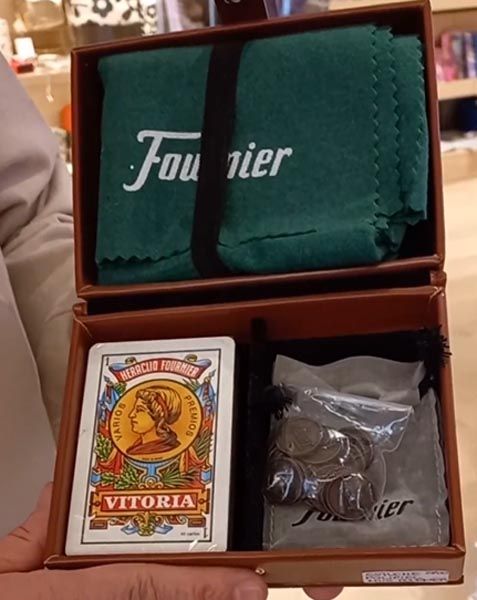 Fournier
HERACLIO FOURNIER
VARIOS PREMIOS
VITORIA
Fournier